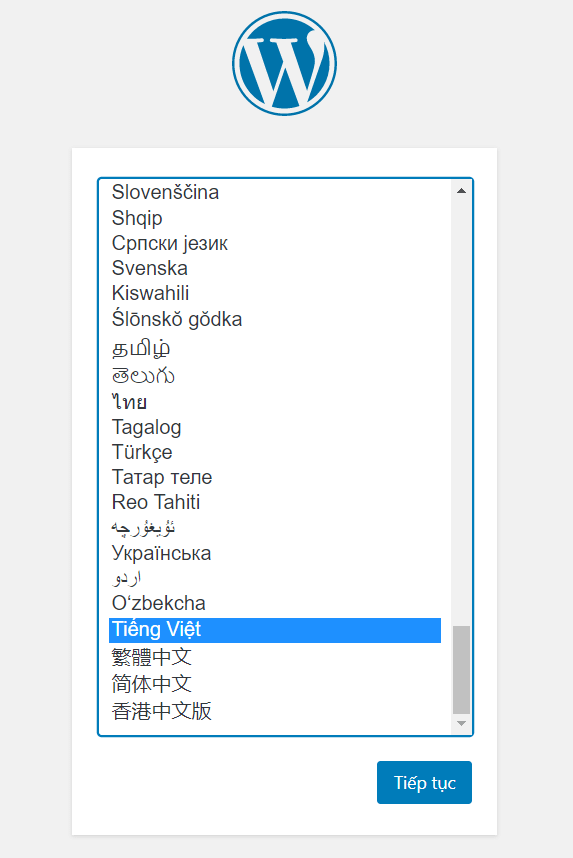 Slovenščina
Shqip
Српски језик
Svenska
Kiswahili
Ślōnskŏ gŏdka
தமிழ்
తెలుగు
ไทย
Tagalog
Türkçe
Татар теле
Reo Tahiti
ئۇيغۇرچە
Українська
اردو
O‘zbekcha
Tiếng Việt
繁體中文
简体中文
香港中文版
Tiếp tục